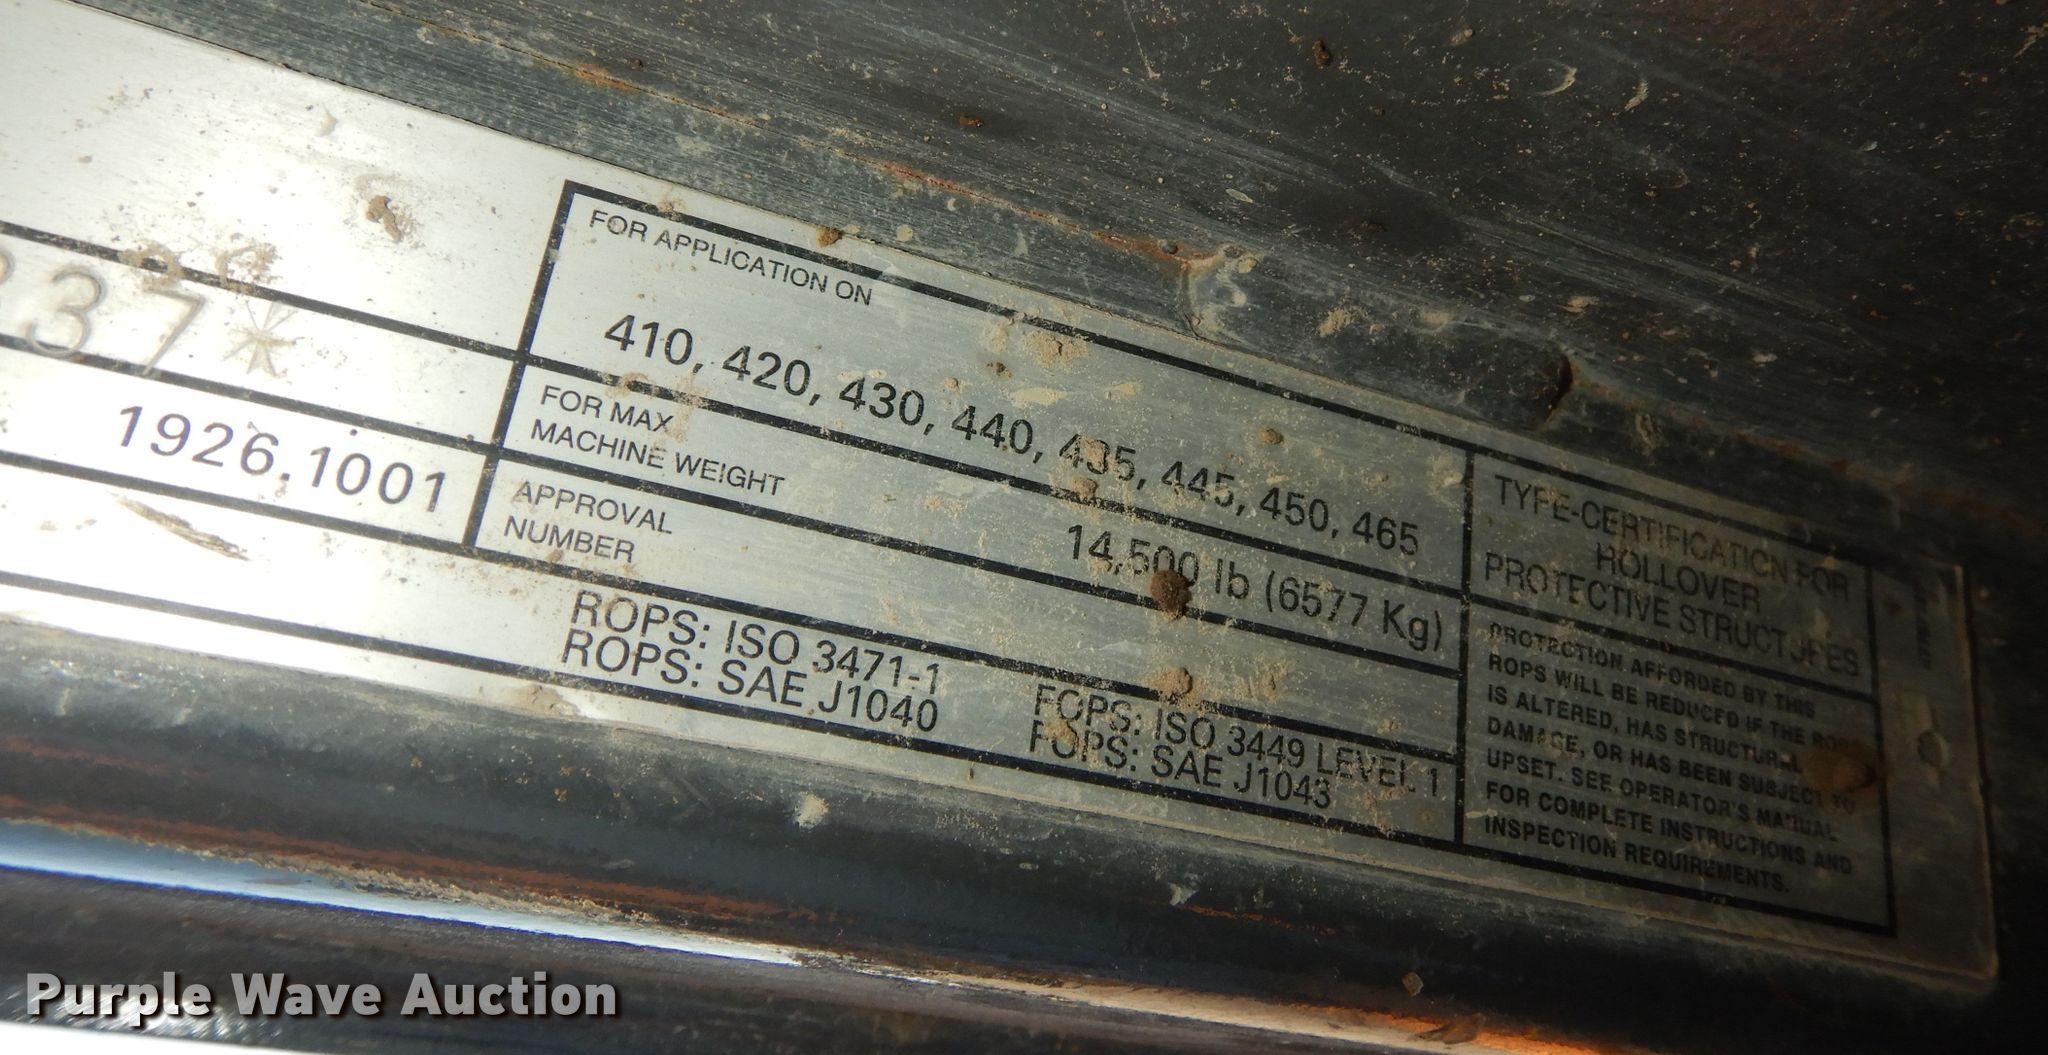 37*
1926.1001
FOR APPLICATION ON
410, 420, 430, 440, 435, 445, 450, 465
FOR MAX
MACHINE WEIGHT
14,500 lb (6577 Kg)
APPROVAL
NUMBER
ROPS: ISO 3471-1
ROPS: SAE J1040
FOPS: ISO 3449 LEVEL 1
FOPS: SAE J1043
TYPE-CERTIFICATION FOR
ROLLOVER
PROTECTIVE STRUCTURES
PROTECTION AFFORDED BY THIS
ROPS WILL BE REDUCED IF THE ROPS
IS ALTERED, HAS STRUCTURAL
DAMAGE, OR HAS BEEN SUBJECT TO
UPSET. SEE OPERATOR'S MANUAL
FOR COMPLETE INSTRUCTIONS AND
INSPECTION REQUIREMENTS.
Purple Wave Auction